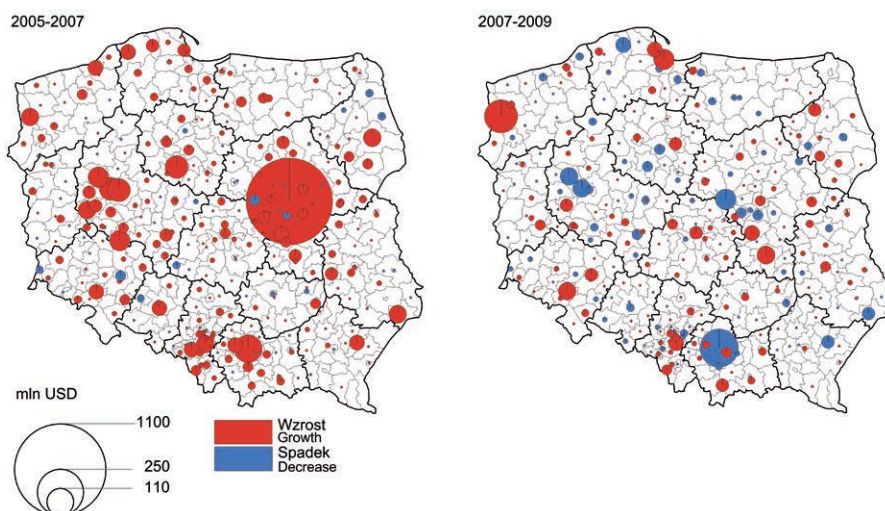 2005-2007
2007-2009
mln USD
1100
250
110
Wzrost
Growth
Spadek
Decrease